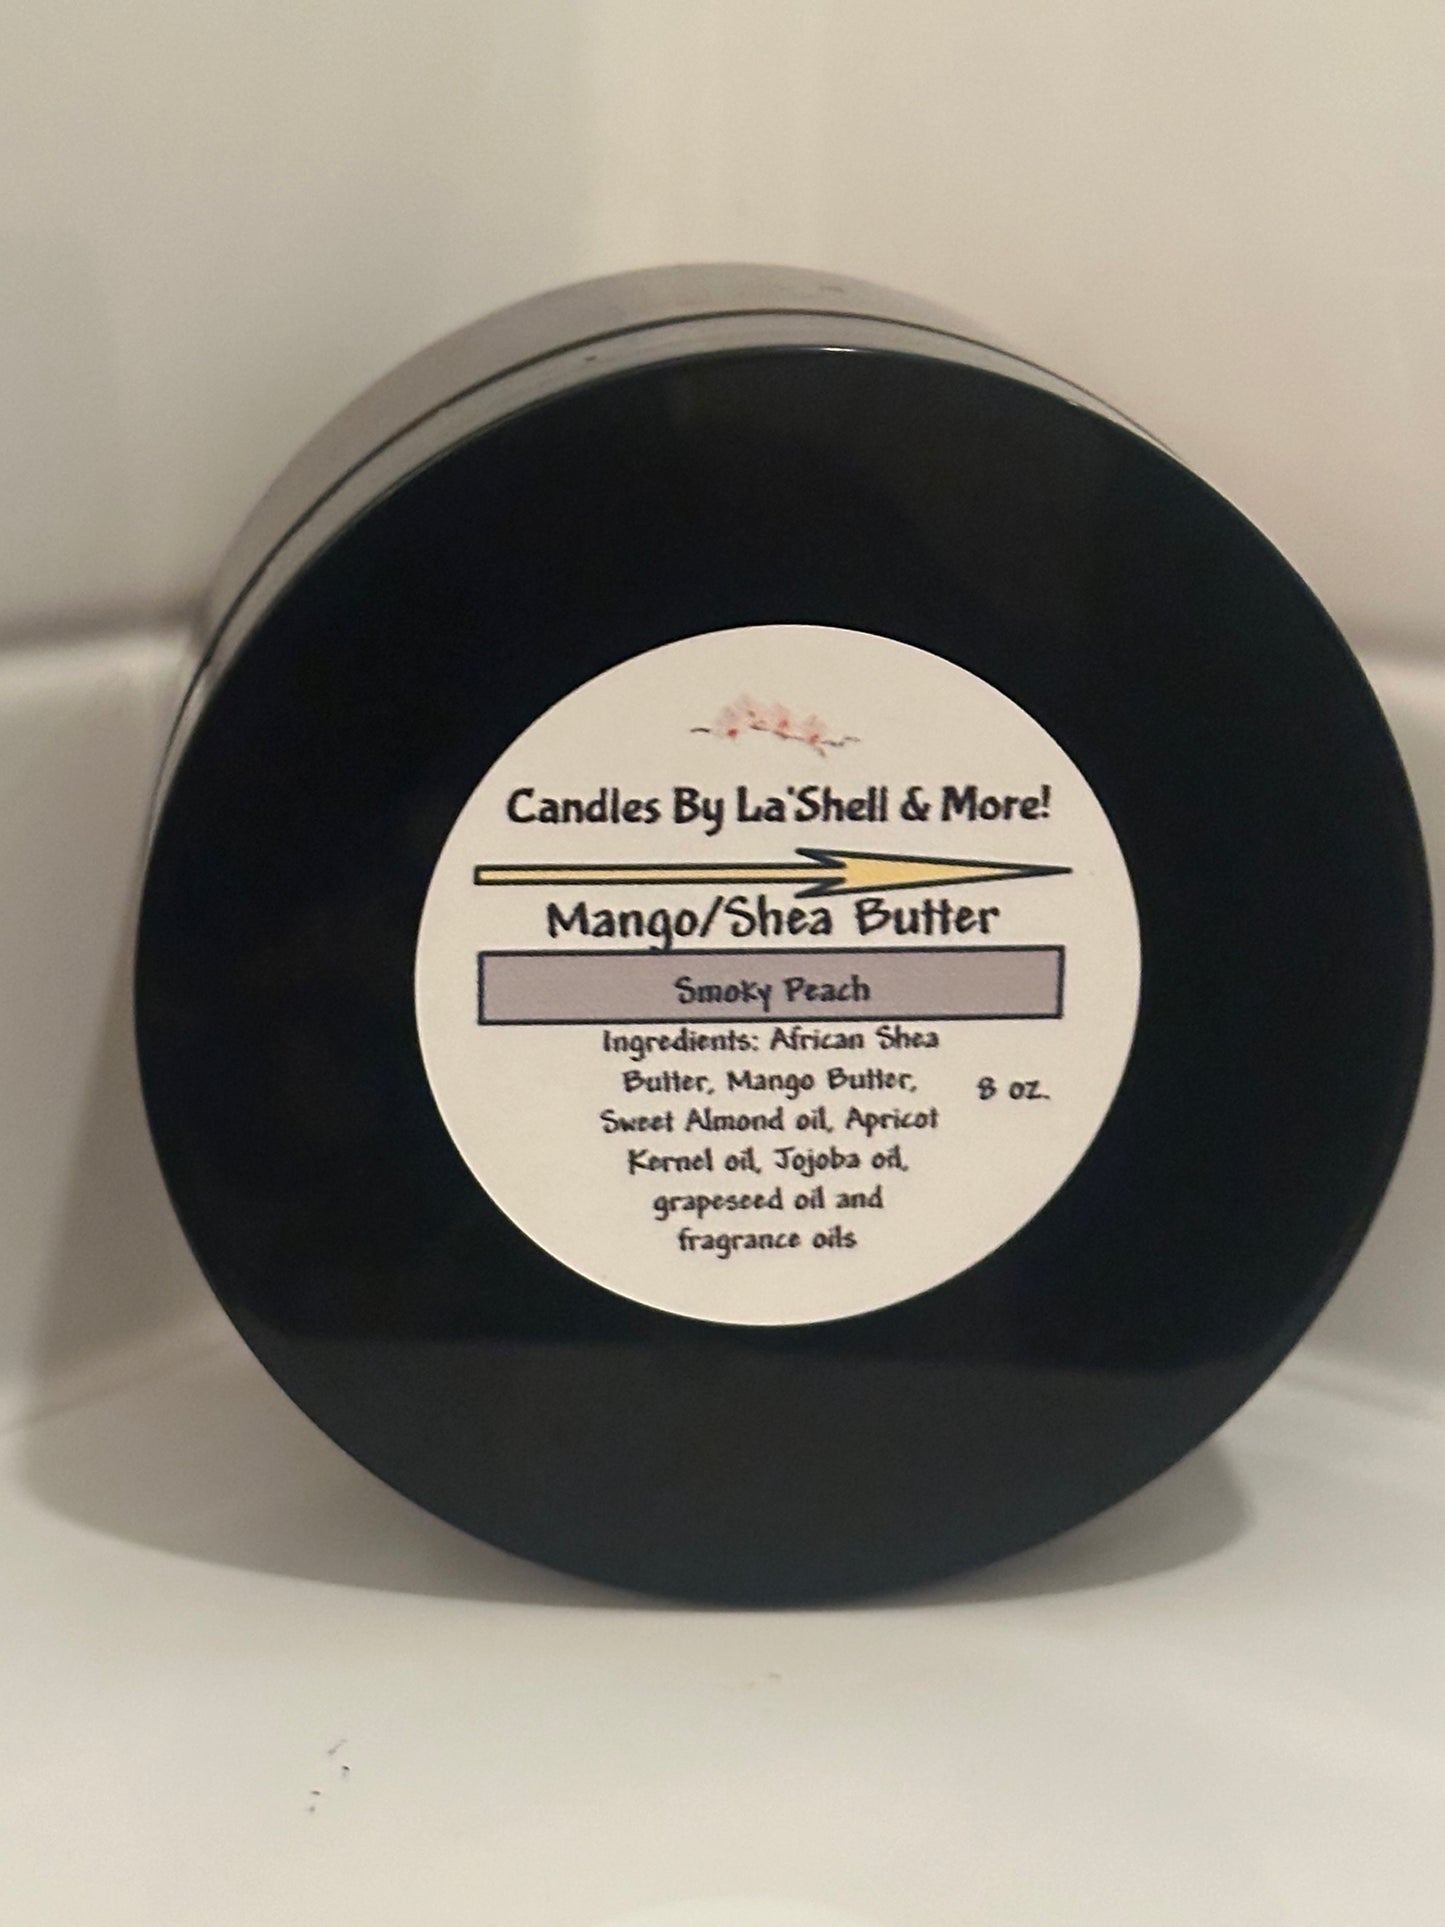 Candles By La'Shell & More!
Mango/Shea Butter
Smoky Peach
Ingredients: African Shea
Butter, Mango Butter,
8 oz.
Sweet Almond oil, Apricot
Kernel oil, Jojoba oil,
grapeseed oil and
fragrance oils